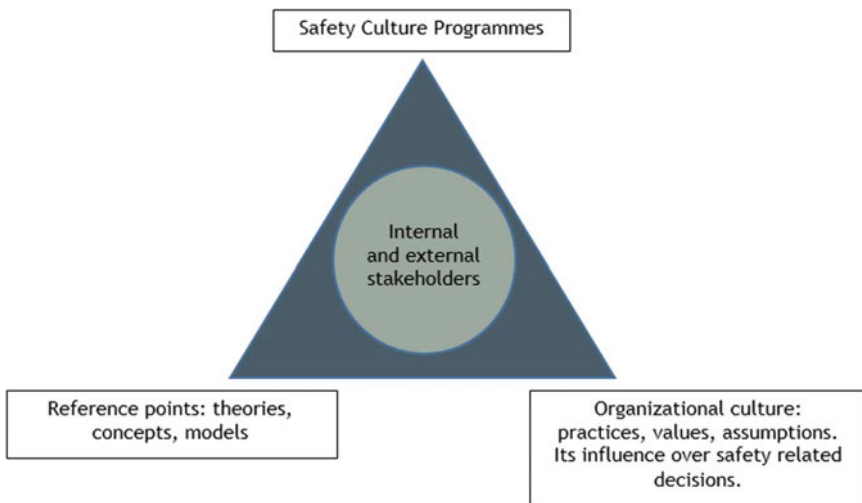 Safety Culture Programmes
Internal
and external
stakeholders
Reference points: theories,
concepts, models
Organizational culture:
practices, values, assumptions.
Its influence over safety related
decisions.